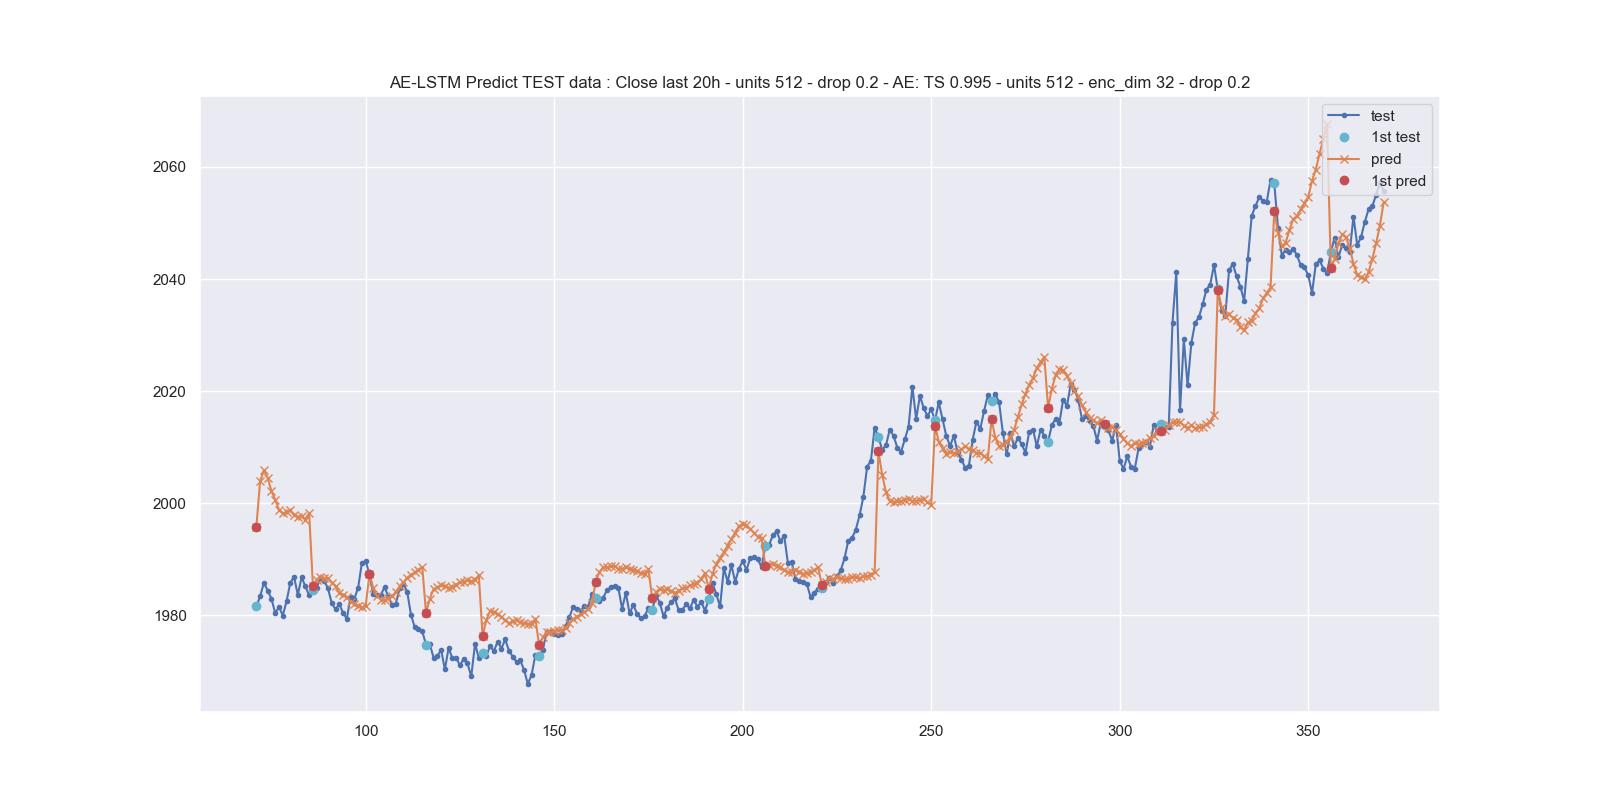 AE-LSTM Predict TEST data : Close last 20h - units 512 - drop 0.2 - AE: TS 0.995 - units 512 - enc_dim 32 - drop 0.2
test
1st test
pred
1st pred
2060
2040
2020
2000
1980
100 150 200 250 300 350